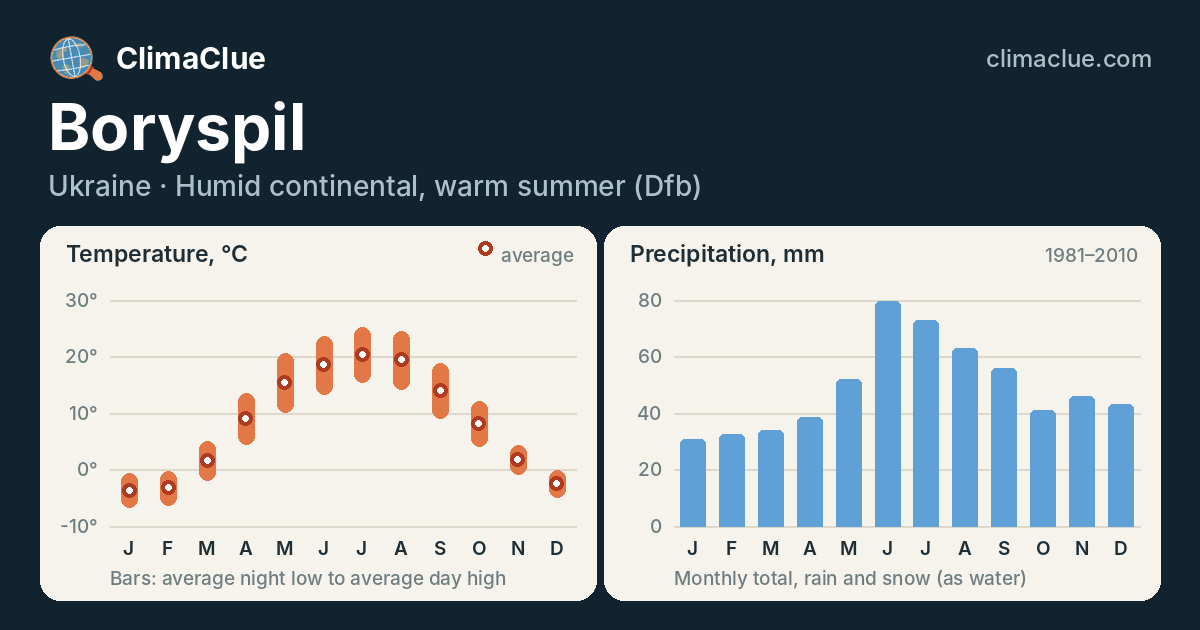 ClimaClue
climaclue.com
Boryspil
Ukraine · Humid continental, warm summer (Dfb)
Temperature, °C
average
30°
20°
10°
0°
-10°
J F M A M J J A S O N D
Bars: average night low to average day high
Precipitation, mm
1981–2010
80
60
40
20
0
J F M A M J J A S O N D
Monthly total, rain and snow (as water)